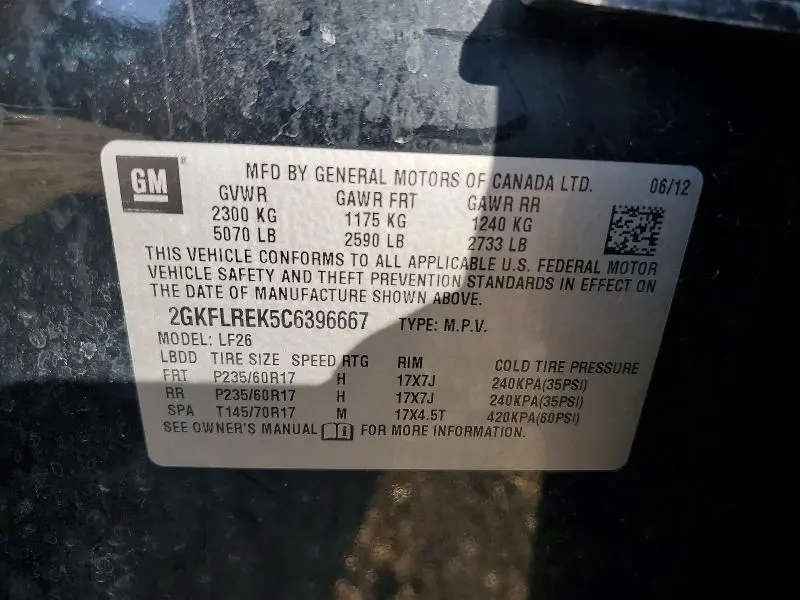 GM ®
MFD BY GENERAL MOTORS OF CANADA LTD. 06/12
GVWR GAWR FRT GAWR RR
2300 KG 1175 KG 1240 KG
5070 LB 2590 LB 2733 LB
THIS VEHICLE CONFORMS TO ALL APPLICABLE U.S. FEDERAL MOTOR
VEHICLE SAFETY AND THEFT PREVENTION STANDARDS IN EFFECT ON
THE DATE OF MANUFACTURE SHOWN ABOVE.
2GKFLREK5C6396667 TYPE: M.P.V.
MODEL: LF26
LBDD TIRE SIZE SPEED RTG RIM COLD TIRE PRESSURE
FRT P235/60R17 H 17X7J 240KPA(35PSI)
RR P235/60R17 H 17X7J 240KPA(35PSI)
SPA T145/70R17 M 17X4.5T 420KPA(60PSI)
SEE OWNER'S MANUAL i FOR MORE INFORMATION.